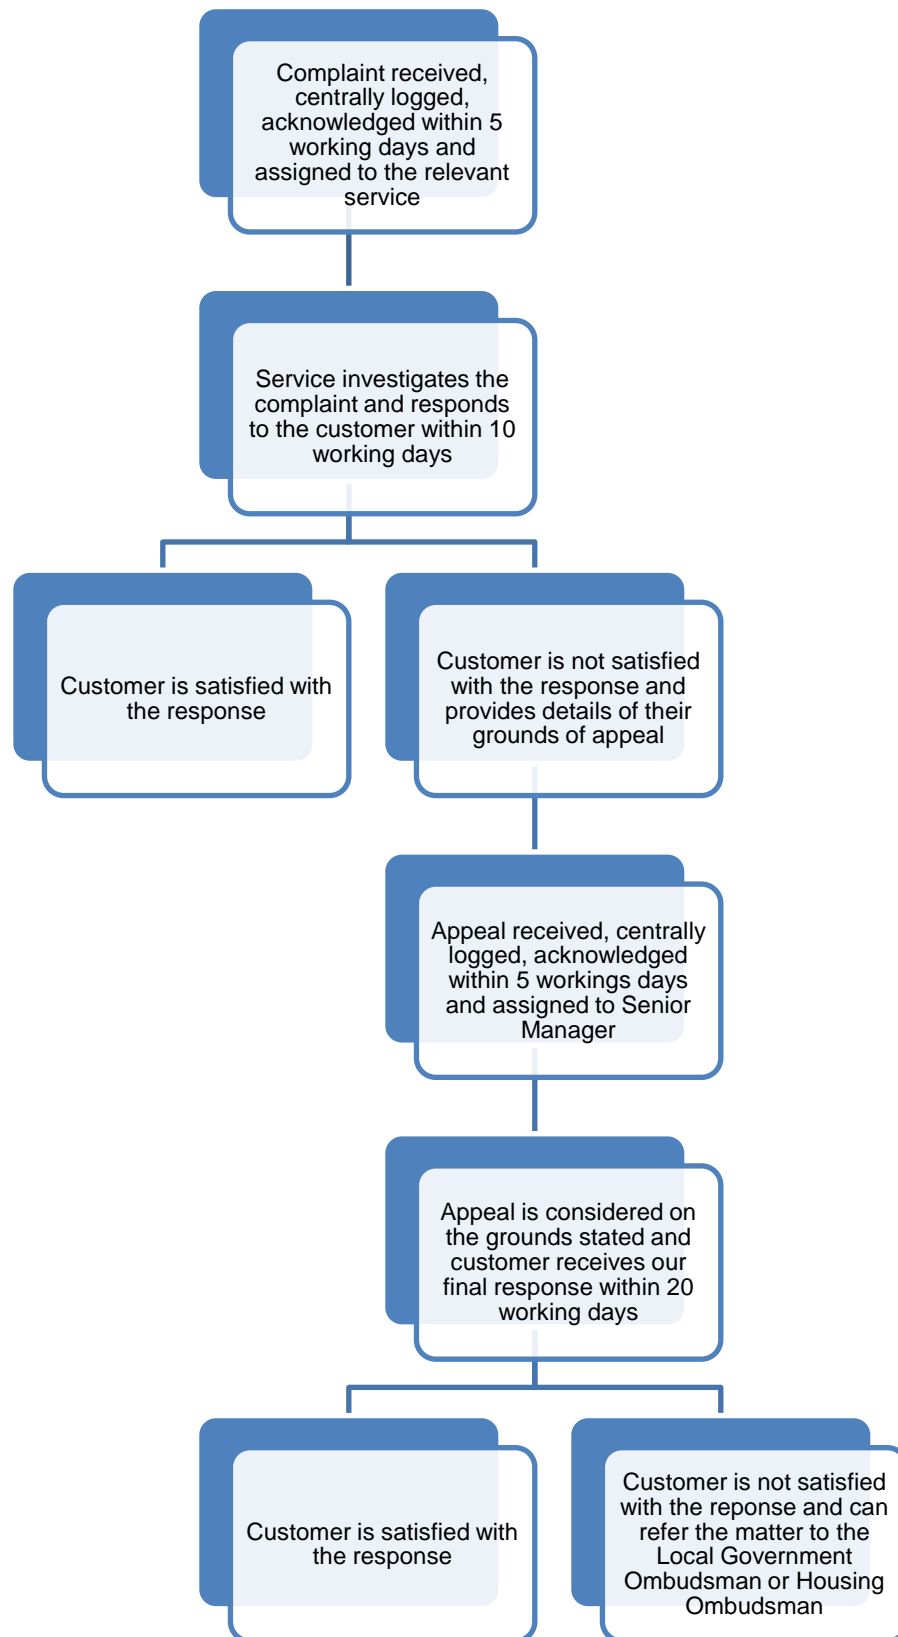 Complaint received,
centrally logged,
acknowledged within 5
working days and
assigned to the relevant
service
Service investigates the
complaint and responds
to the customer within 10
working days
Customer is satisfied with
the response
Customer is not satisfied
with the response and
provides details of their
grounds of appeal
Appeal received, centrally
logged, acknowledged
within 5 workings days
and assigned to Senior
Manager
Appeal is considered on
the grounds stated and
customer receives our
final response within 20
working days
Customer is satisfied with
the response
Customer is not satisfied
with the reponse and can
refer the matter to the
Local Government
Ombudsman or Housing
Ombudsman